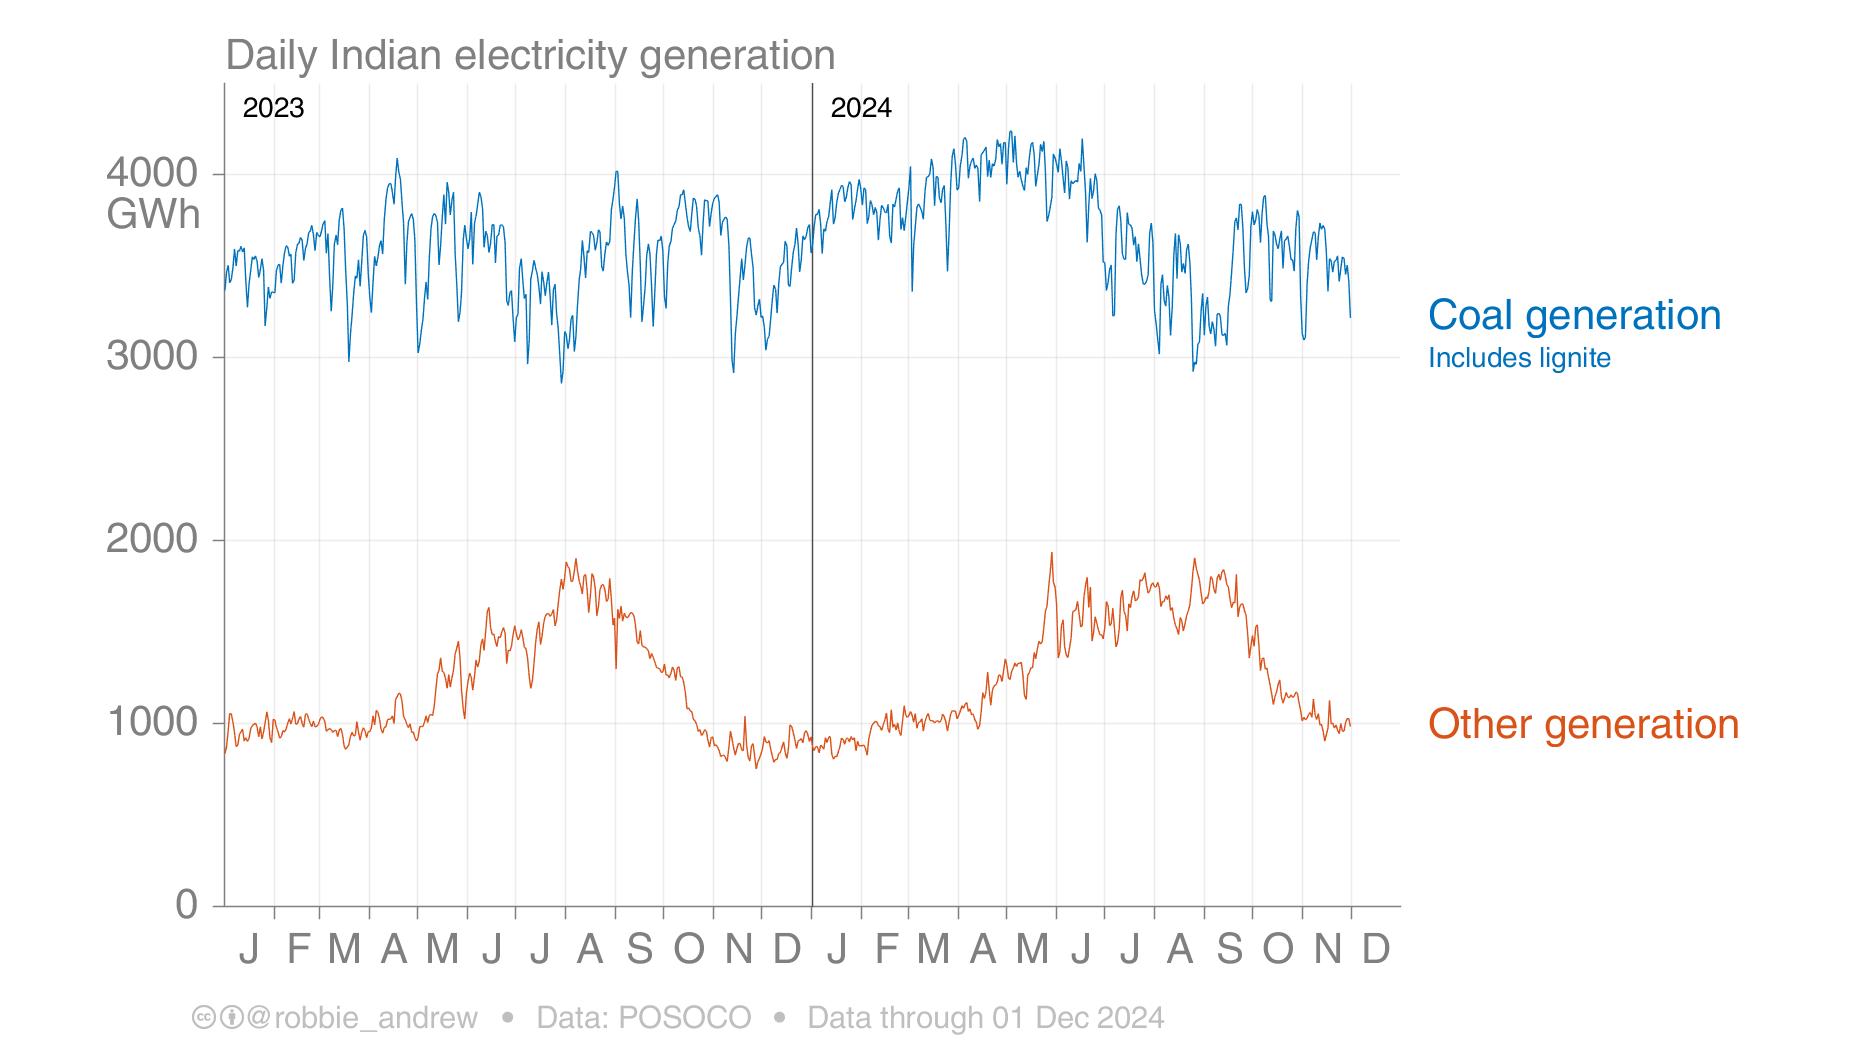 Daily Indian electricity generation
2023
2024
4000
GWh
3000
2000
1000
0
Coal generation
Includes lignite
Other generation
J F M A M J J A S O N D J F M A M J J A S O N D
@robbie_andrew • Data: POSOCO • Data through 01 Dec 2024